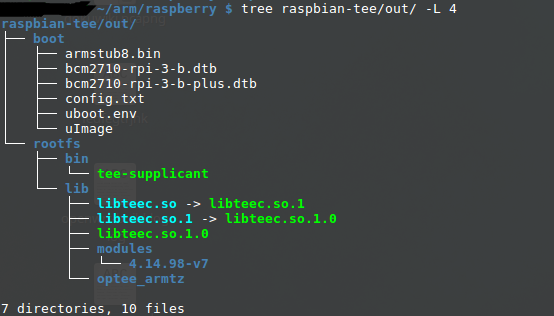 ~/arm/raspberry $ tree raspbian-tee/out/ -L 4
raspbian-tee/out/
├── boot
│   ├── armstub8.bin
│   ├── bcm2710-rpi-3-b.dtb
│   ├── bcm2710-rpi-3-b-plus.dtb
│   ├── config.txt
│   ├── uboot.env
│   └── uImage
└── rootfs
    ├── bin
    │   └── tee-supplicant
    └── lib
        ├── libteec.so -> libteec.so.1
        ├── libteec.so.1 -> libteec.so.1.0
        ├── libteec.so.1.0
        ├── modules
        │   └── 4.14.98-v7
        └── optee_armtz
7 directories, 10 files